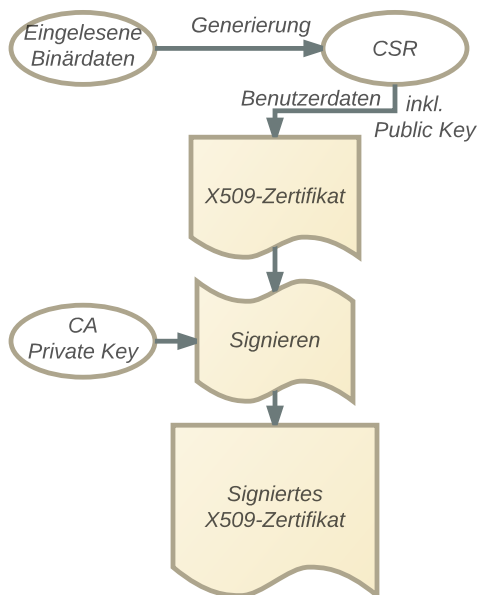 Eingelesene
Binärdaten
Generierung
CSR
Benutzerdaten
inkl.
Public Key
X509-Zertifikat
CA
Private Key
Signieren
Signiertes
X509-Zertifikat